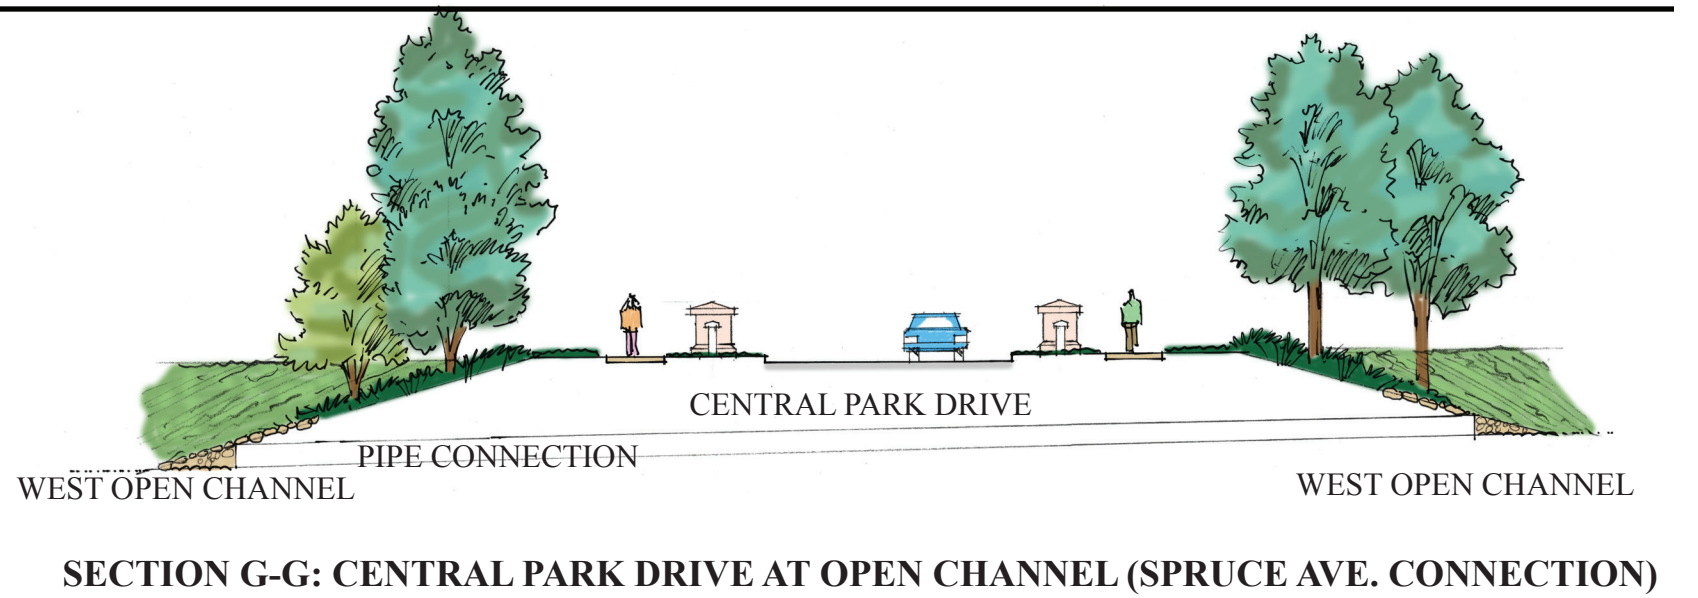 CENTRAL PARK DRIVE
PIPE CONNECTION
WEST OPEN CHANNEL
WEST OPEN CHANNEL
SECTION G-G: CENTRAL PARK DRIVE AT OPEN CHANNEL (SPRUCE AVE. CONNECTION)